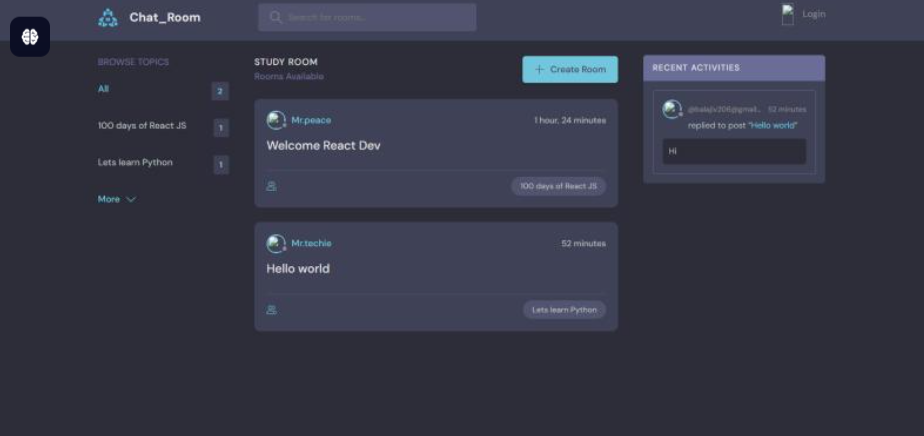 Chat_Room
Search for rooms...
Login
BROWSE TOPICS
All 2
100 days of React JS 1
Lets learn Python 1
More
STUDY ROOM
Rooms Available
+ Create Room
Mr.peace 1 hour, 24 minutes
Welcome React Dev
100 days of React JS
Mr.techie 52 minutes
Hello world
Lets learn Python
RECENT ACTIVITIES
52 minutes
replied to post "Hello world"
Hi